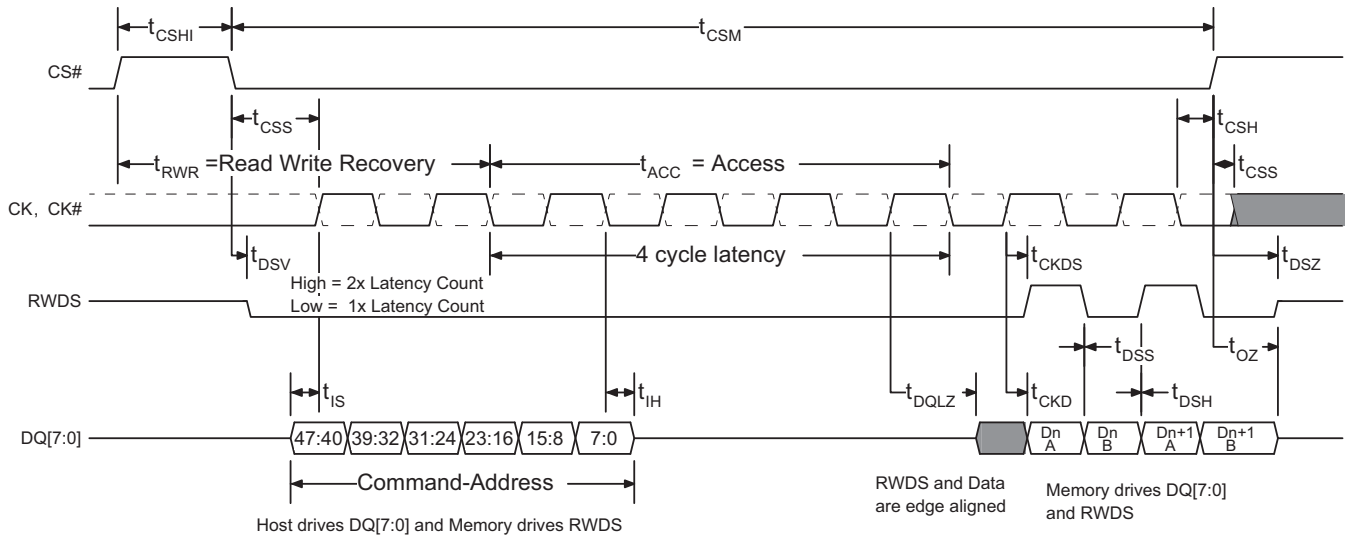 tCSHI
tCSM
CS#
tCSS
tCSH
tRWR =Read Write Recovery
tACC = Access
tCSS
CK, CK#
tDSV
4 cycle latency
tCKDS
tDSZ
High = 2x Latency Count
Low = 1x Latency Count
RWDS
tDSS
tOZ
tIS
tIH
tDQLZ
tCKD
tDSH
DQ[7:0]
47:40 39:32 31:24 23:16 15:8 7:0
Dn A
Dn B
Dn+1 A
Dn+1 B
Command-Address
RWDS and Data
are edge aligned
Memory drives DQ[7:0]
and RWDS
Host drives DQ[7:0] and Memory drives RWDS